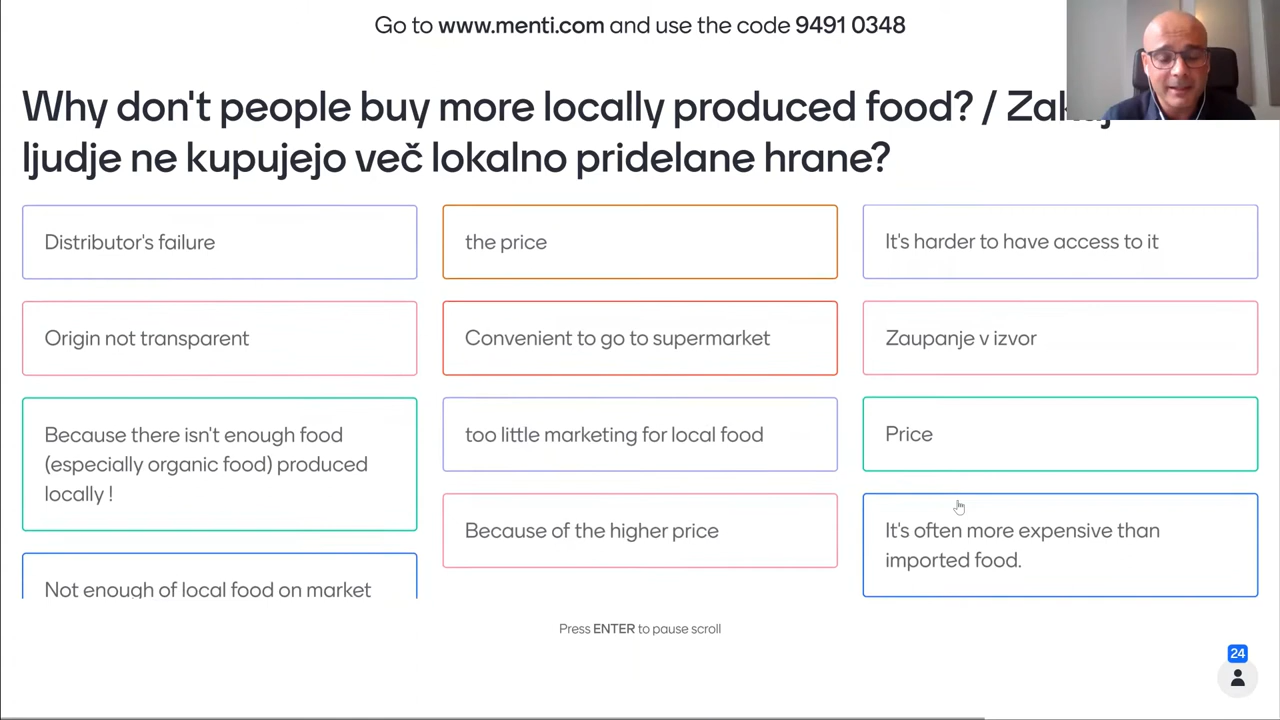 Go to www.menti.com and use the code 9491 0348
Why don't people buy more locally produced food? /
ljudje ne kupujejo več lokalno pridelane hrane?
Distributor's failure
the price
It's harder to have access to it
Origin not transparent
Convenient to go to supermarket
Zaupanje v izvor
Because there isn't enough food
(especially organic food) produced
locally !
too little marketing for local food
Price
Because of the higher price
It's often more expensive than
imported food.
Not enough of local food on market
Press ENTER to pause scroll
24